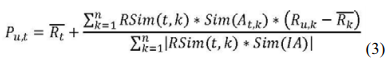 P_{u,t} = \overline{R_t} + \frac{\sum_{k=1}^{n} RSim(t,k) * Sim(A_{t,k}) * (R_{u,k} - \overline{R_k})}{\sum_{k=1}^{n} |RSim(t,k) * Sim(IA)|} (3)